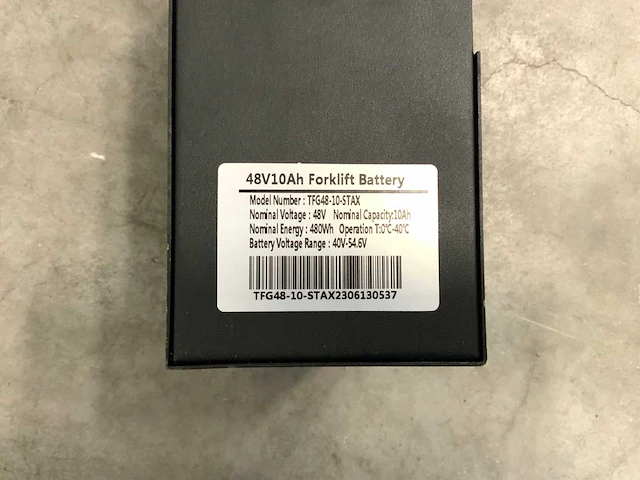 48V10Ah Forklift Battery
Model Number : TFG48-10-STAX
Nominal Voltage : 48V Nominal Capacity:10Ah
Nominal Energy : 480Wh Operation T:0℃-40℃
Battery Voltage Range : 40V-54.6V
TFG48-10-STAX2306130537